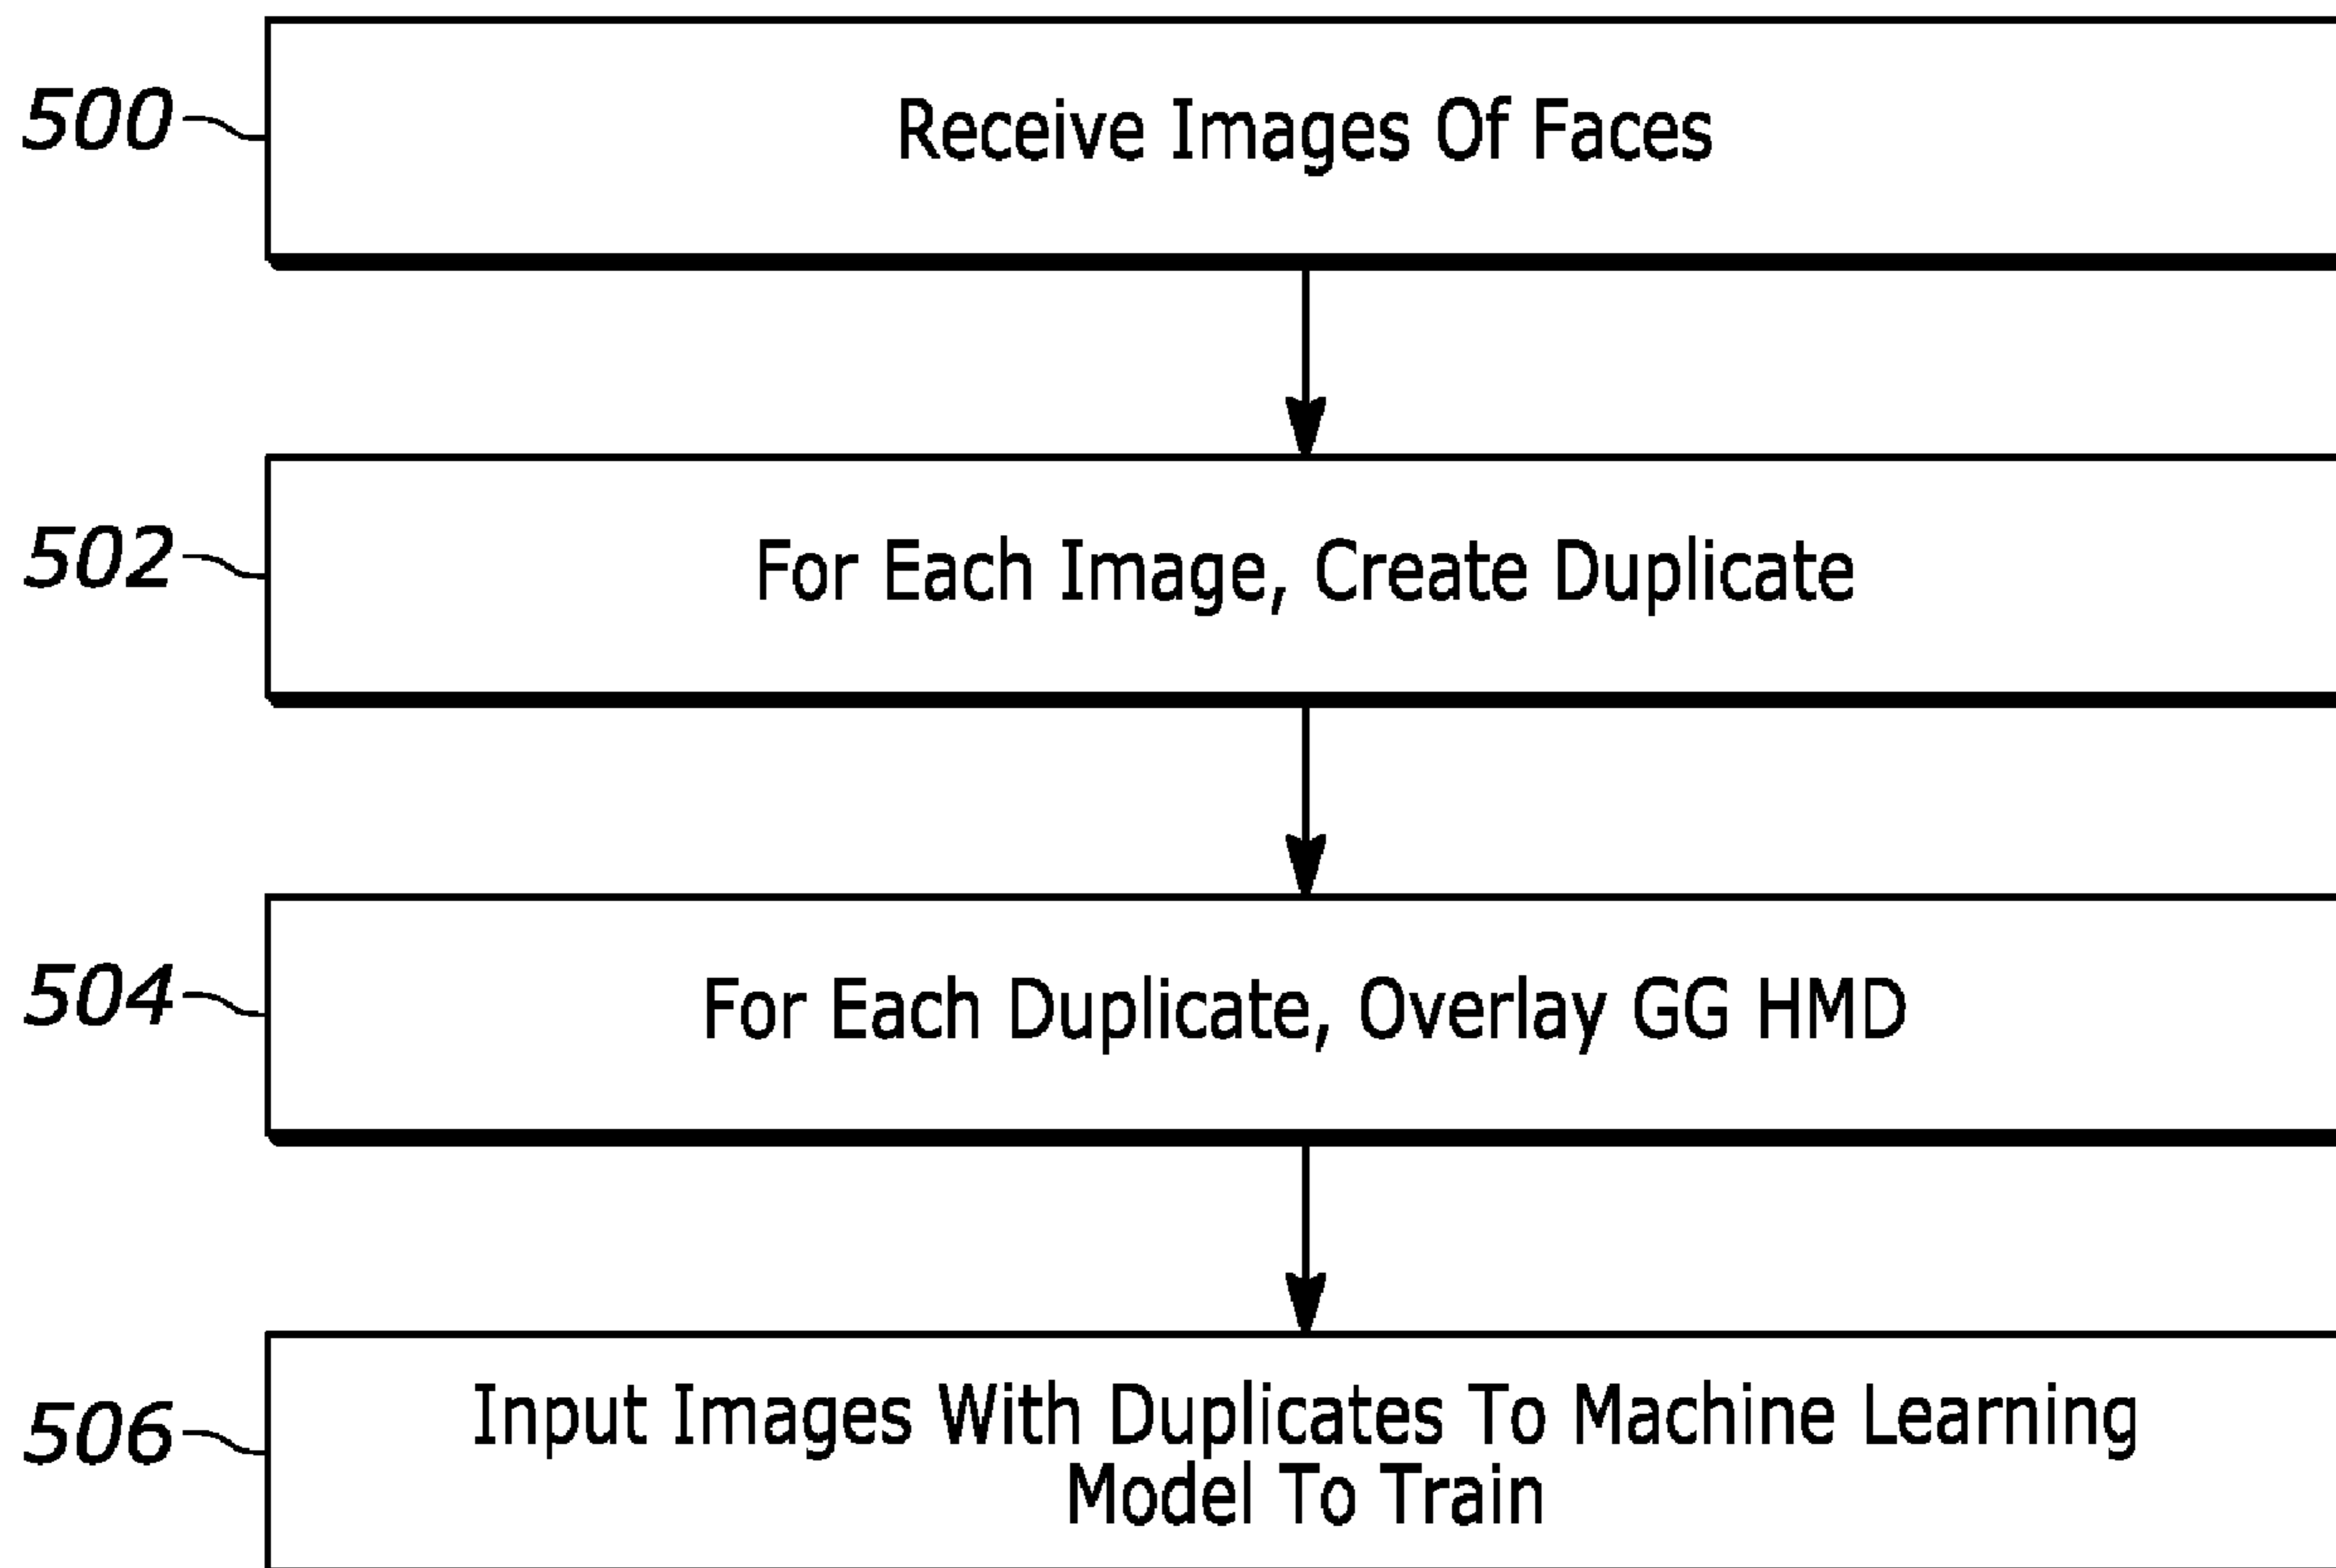 500
Receive Images Of Faces
502
For Each Image, Create Duplicate
504
For Each Duplicate, Overlay GG HMD
506
Input Images With Duplicates To Machine Learning
Model To Train